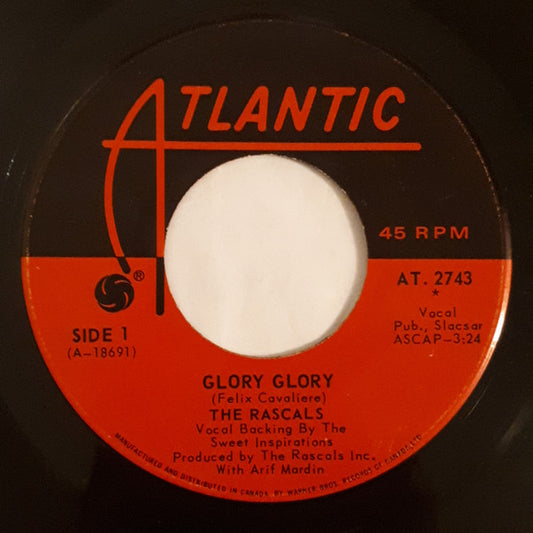 ATLANTIC
45 RPM
®
AT. 2743
*
SIDE 1
(A-18691)
Vocal
Pub., Slacsar
ASCAP-3:24
GLORY GLORY
(Felix Cavaliere)
THE RASCALS
Vocal Backing By The
Sweet Inspirations
Produced by The Rascals Inc.
With Arif Mardin
MANUFACTURED AND DISTRIBUTED IN CANADA, BY WARNER BROS. RECORDS OF CANADA LTD.